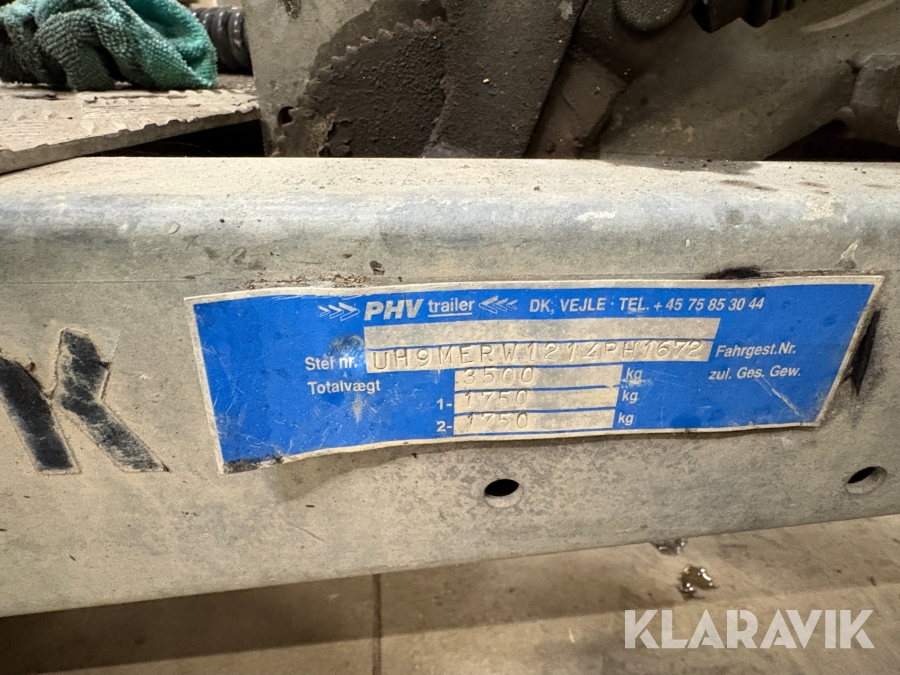 >>> PHV trailer <<< DK, VEJLE · TEL. +45 75 85 30 44
Stel nr. UH9MERW1214PH1672 Fahrgest.Nr.
Totalvægt 3500 kg zul. Ges. Gew.
1- 1750 kg
2- 1750 kg
K
KLARAVIK